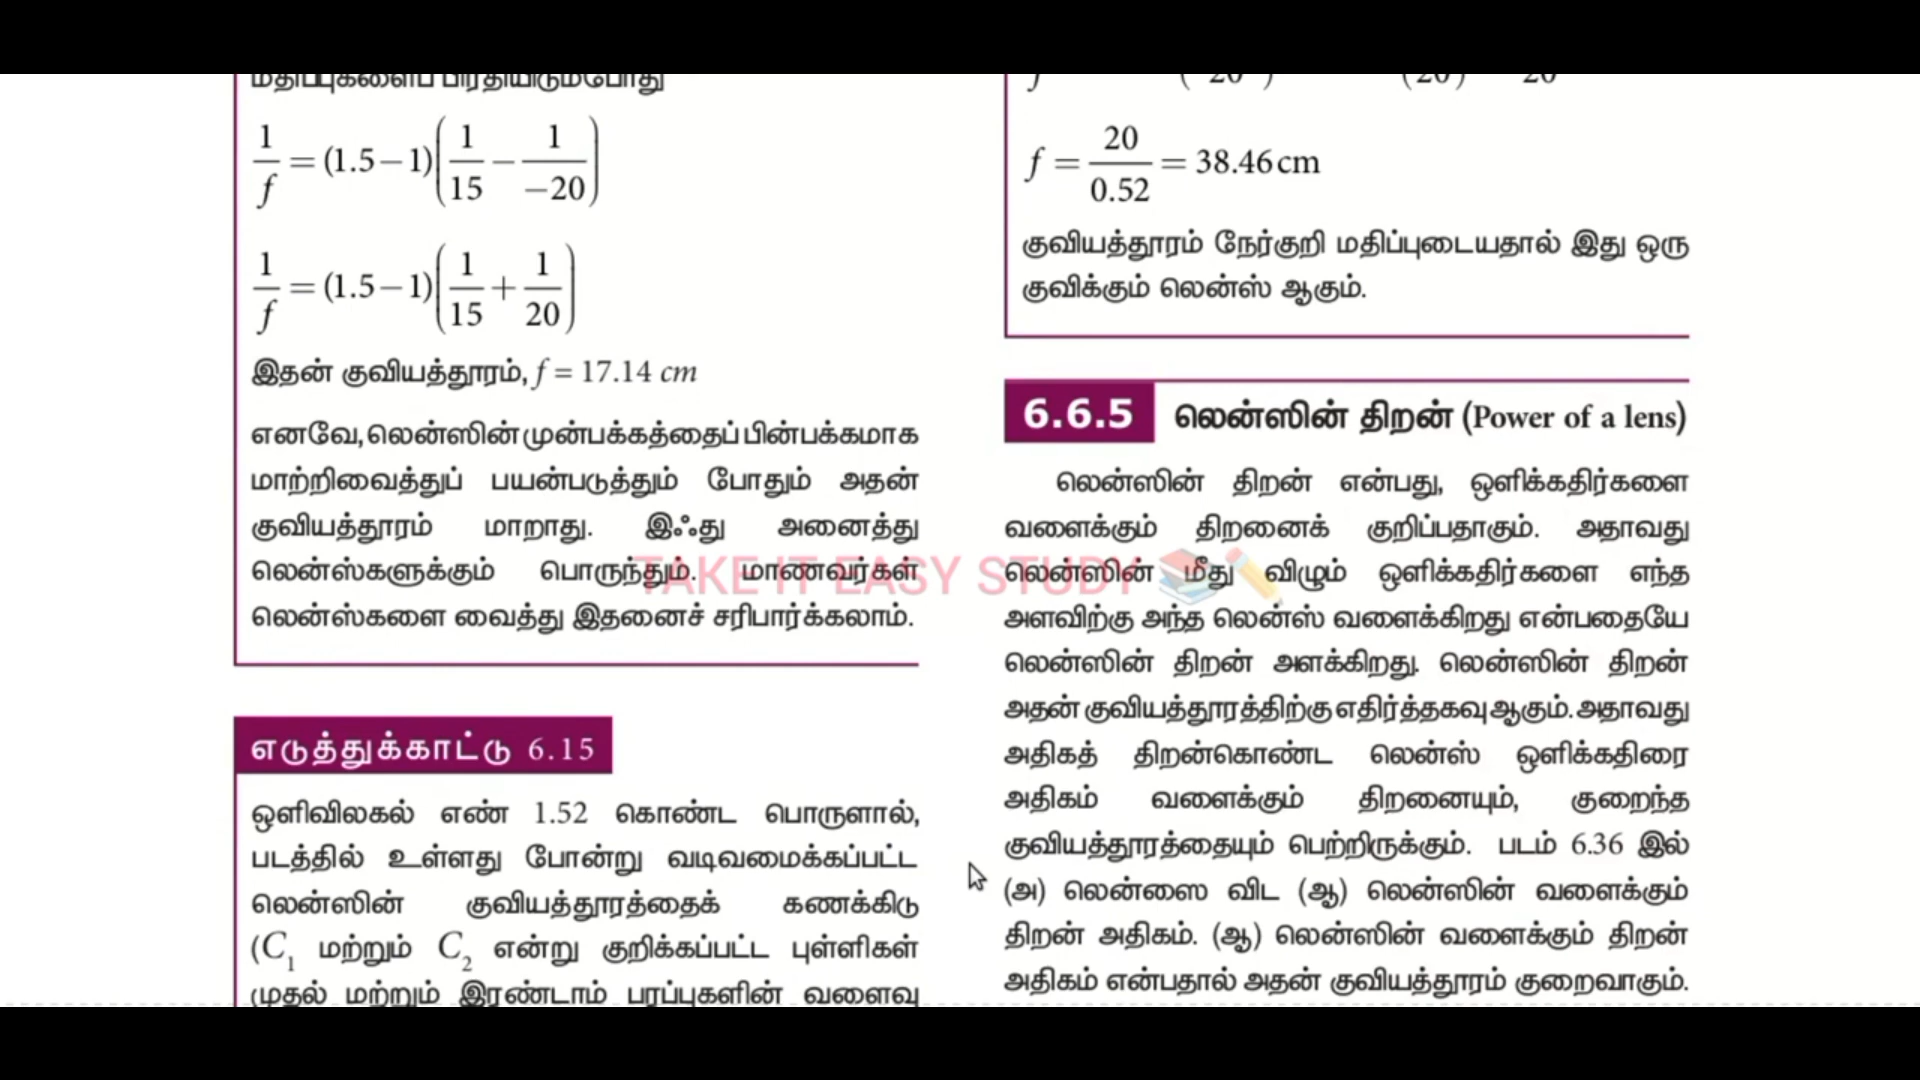 மதிப்புகளைப் பிரதியிடும்போது
1/f = (1.5 – 1)(1/15 – 1/–20)
1/f = (1.5 – 1)(1/15 + 1/20)
இதன் குவியத்தூரம், f = 17.14 cm
எனவே, லென்ஸின் முன்பக்கத்தைப் பின்பக்கமாக
மாற்றிவைத்துப் பயன்படுத்தும் போதும் அதன்
குவியத்தூரம் மாறாது. இஃது அனைத்து
லென்ஸ்களுக்கும் பொருந்தும். மாணவர்கள்
லென்ஸ்களை வைத்து இதனைச் சரிபார்க்கலாம்.
எடுத்துக்காட்டு 6.15
ஒளிவிலகல் எண் 1.52 கொண்ட பொருளால்,
படத்தில் உள்ளது போன்று வடிவமைக்கப்பட்ட
லென்ஸின் குவியத்தூரத்தைக் கணக்கிடு
(C₁ மற்றும் C₂ என்று குறிக்கப்பட்ட புள்ளிகள்
முதல் மற்றும் இரண்டாம் பரப்புகளின் வளைவு
f = 20/0.52 = 38.46 cm
குவியத்தூரம் நேர்குறி மதிப்புடையதால் இது ஒரு
குவிக்கும் லென்ஸ் ஆகும்.
6.6.5 லென்ஸின் திறன் (Power of a lens)
லென்ஸின் திறன் என்பது, ஒளிக்கதிர்களை
வளைக்கும் திறனைக் குறிப்பதாகும். அதாவது
லென்ஸின் மீது விழும் ஒளிக்கதிர்களை எந்த
அளவிற்கு அந்த லென்ஸ் வளைக்கிறது என்பதையே
லென்ஸின் திறன் அளக்கிறது. லென்ஸின் திறன்
அதன் குவியத்தூரத்திற்கு எதிர்த்தகவு ஆகும். அதாவது
அதிகத் திறன்கொண்ட லென்ஸ் ஒளிக்கதிரை
அதிகம் வளைக்கும் திறனையும், குறைந்த
குவியத்தூரத்தையும் பெற்றிருக்கும். படம் 6.36 இல்
(அ) லென்ஸை விட (ஆ) லென்ஸின் வளைக்கும்
திறன் அதிகம். (ஆ) லென்ஸின் வளைக்கும் திறன்
அதிகம் என்பதால் அதன் குவியத்தூரம் குறைவாகும்.
TAKE IT EASY STUDY